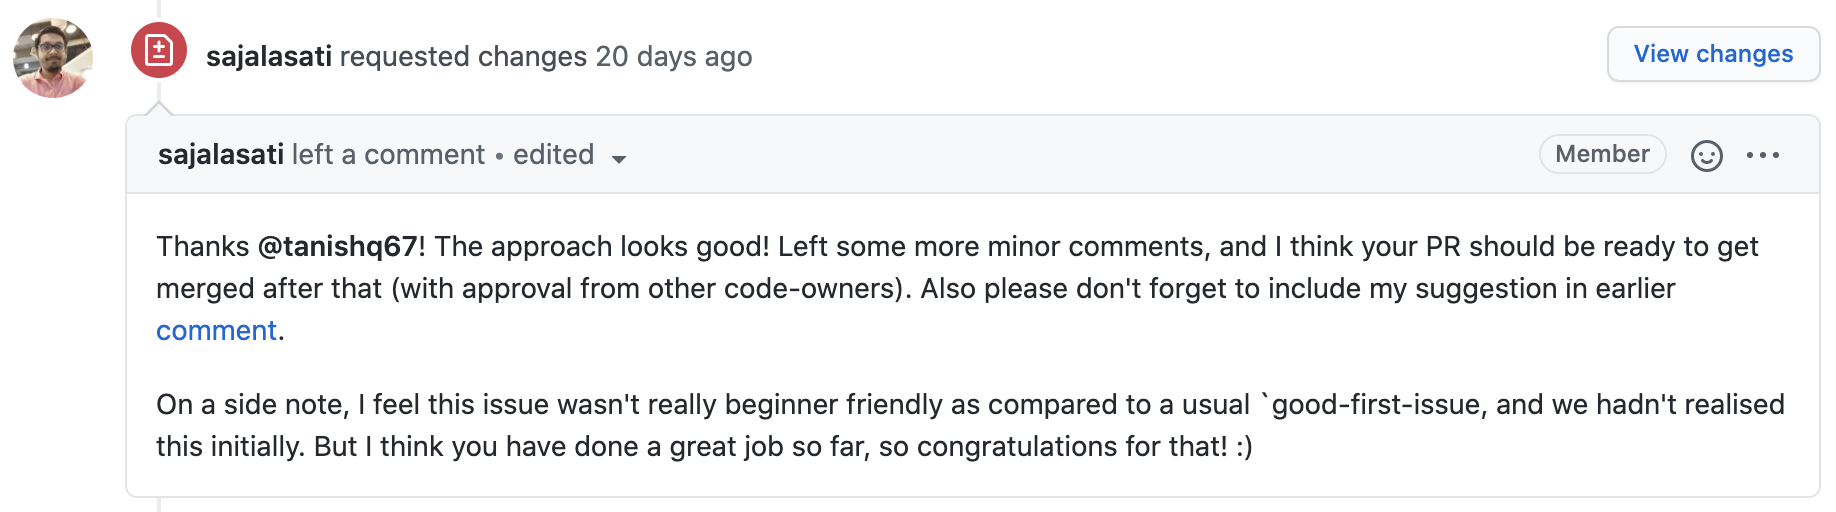 sajalasati requested changes 20 days ago
View changes
sajalasati left a comment • edited
Member
Thanks @tanishq67! The approach looks good! Left some more minor comments, and I think your PR should be ready to get
merged after that (with approval from other code-owners). Also please don't forget to include my suggestion in earlier
comment.
On a side note, I feel this issue wasn't really beginner friendly as compared to a usual `good-first-issue, and we hadn't realised
this initially. But I think you have done a great job so far, so congratulations for that! :)